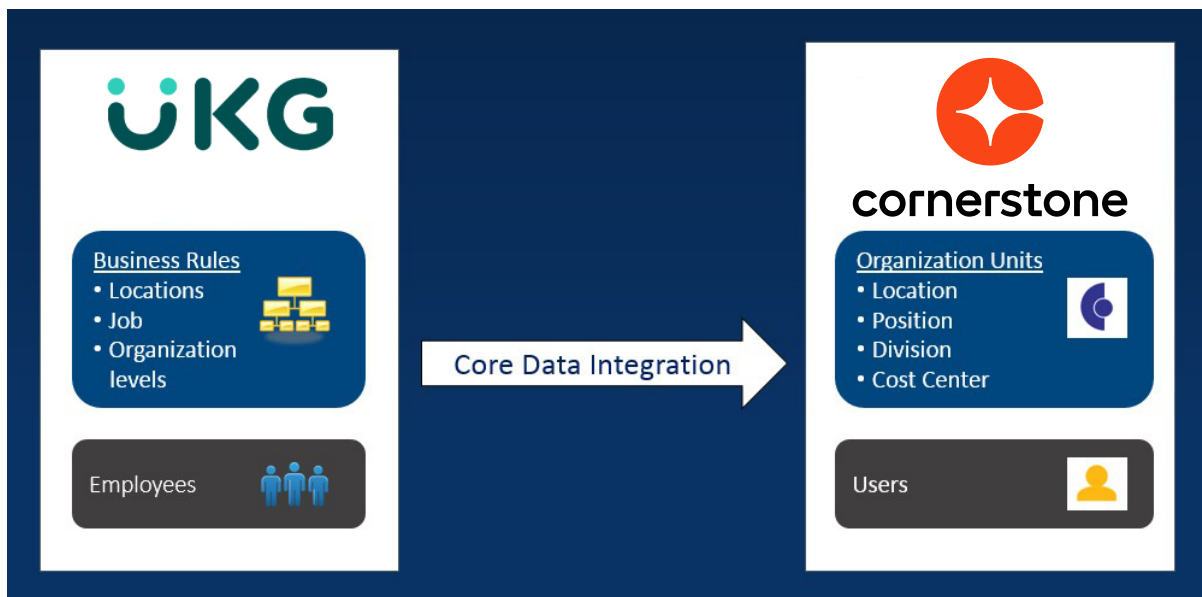 UKG
Business Rules
• Locations
• Job
• Organization
levels
Employees
Core Data Integration
cornerstone
Organization Units
• Location
• Position
• Division
• Cost Center
Users